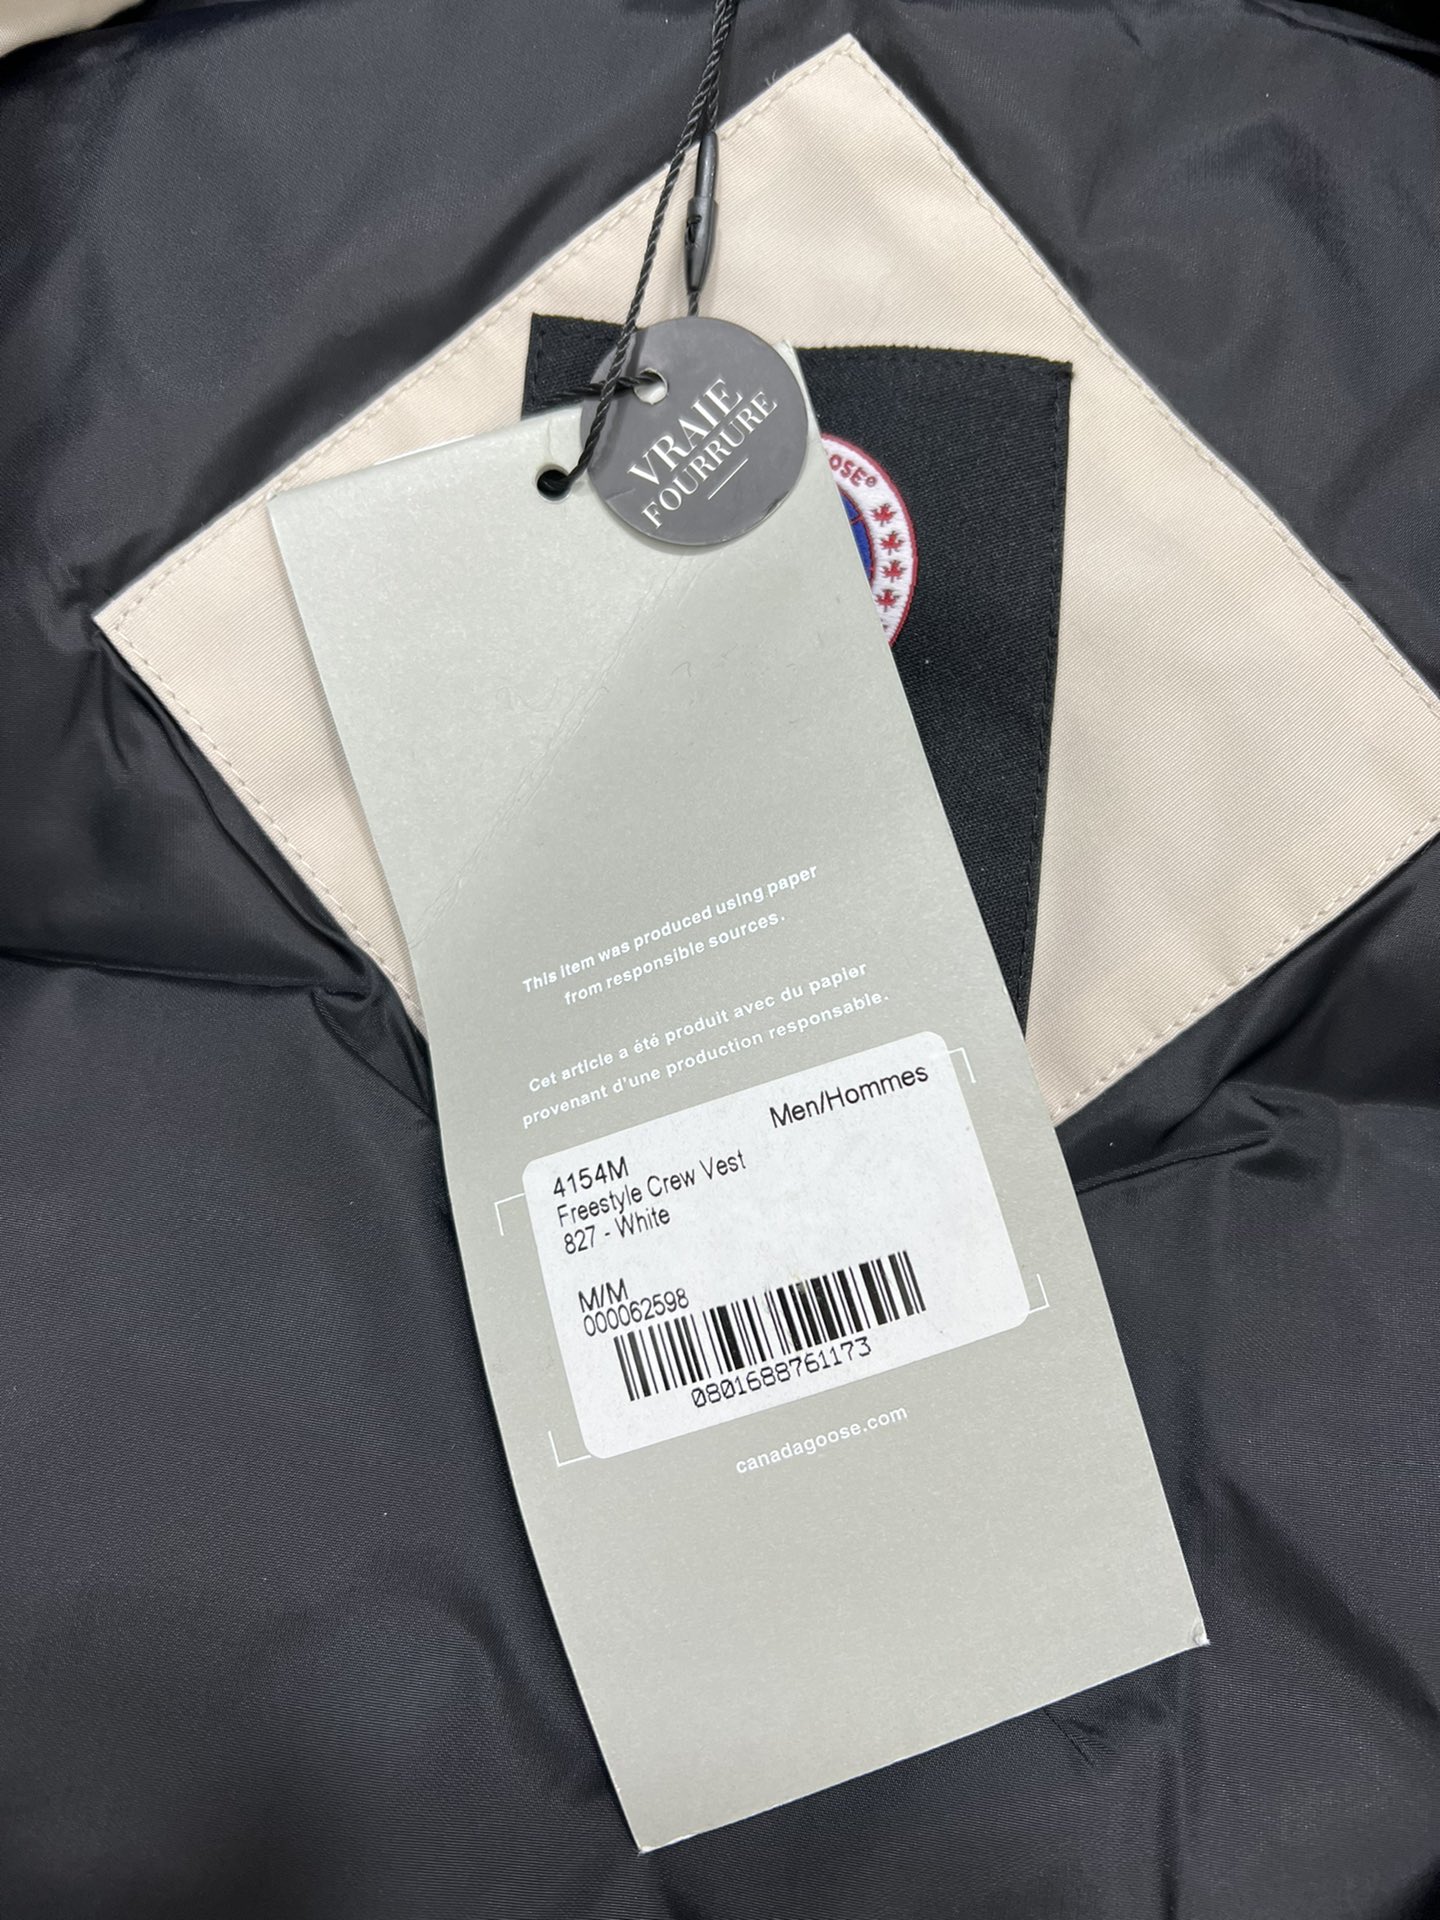 VRAIE
FOURRURE
OOSE®
This item was produced using paper
from responsible sources.
Cet article a été produit avec du papier
provenant d'une production responsable.
Men/Hommes
4154M
Freestyle Crew Vest
827 - White
M/M
000062598
0801688761173
canadagoose.com